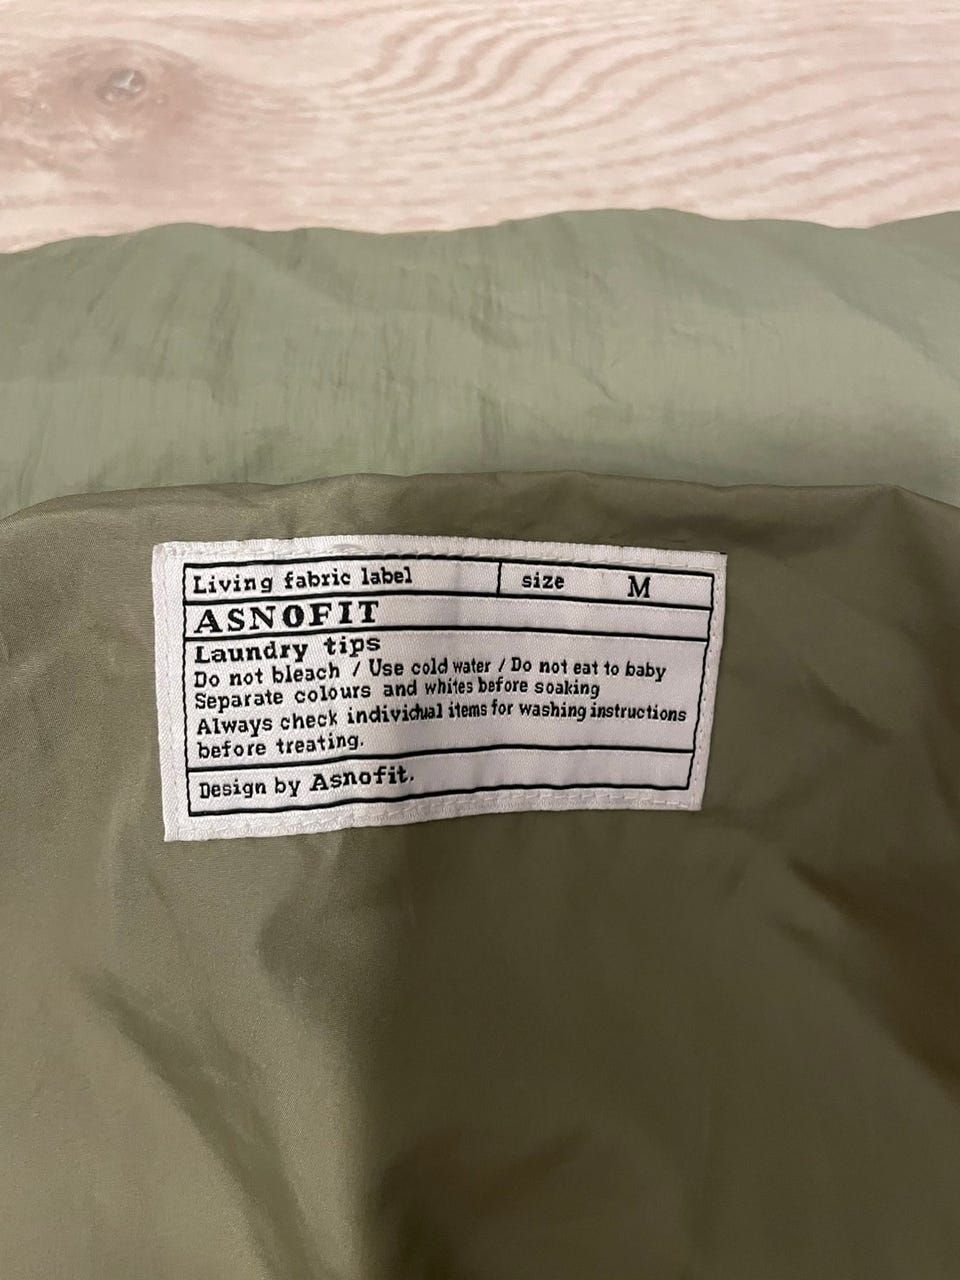 Living fabric label size M
ASNOFIT
Laundry tips
Do not bleach / Use cold water / Do not eat to baby
Separate colours and whites before soaking
Always check individual items for washing instructions
before treating.
Design by Asnofit.